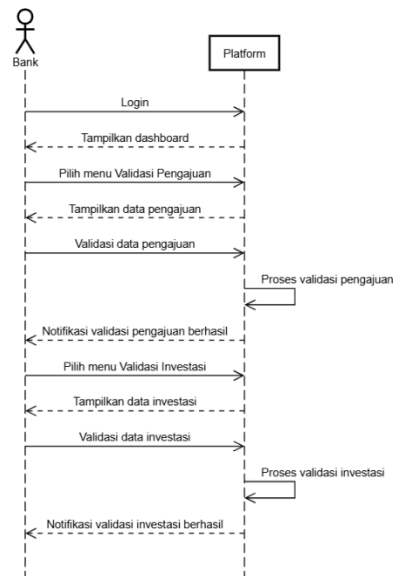 Bank
Platform
Login
Tampilkan dashboard
Pilih menu Validasi Pengajuan
Tampilkan data pengajuan
Validasi data pengajuan
Proses validasi pengajuan
Notifikasi validasi pengajuan berhasil
Pilih menu Validasi Investasi
Tampilkan data investasi
Validasi data investasi
Proses validasi investasi
Notifikasi validasi investasi berhasil